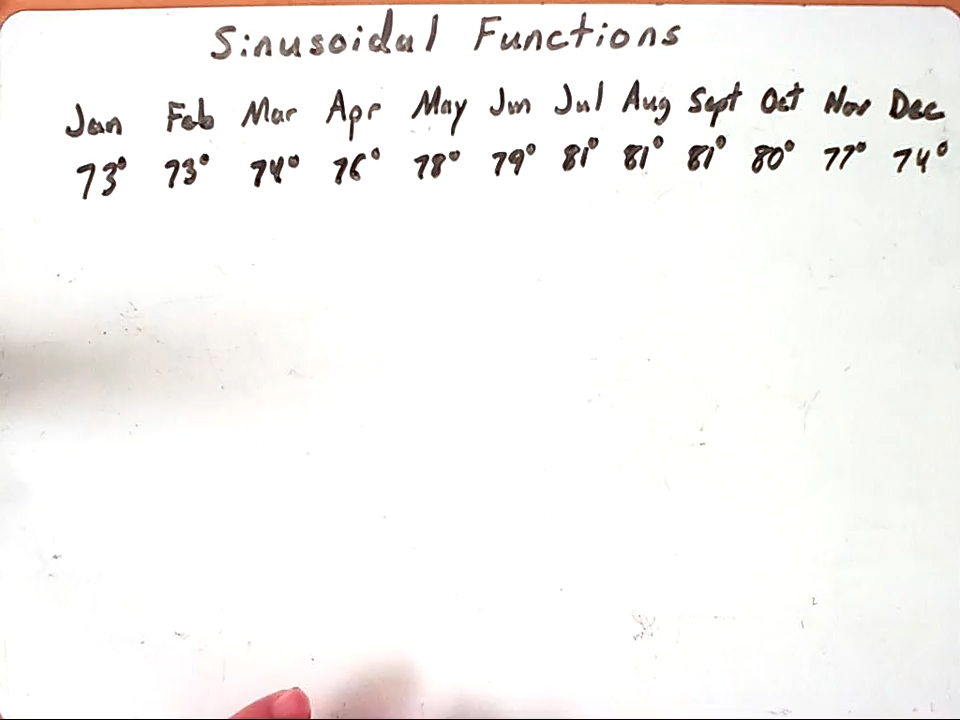 Sinusoidal Functions
Jan Feb Mar Apr May Jun Jul Aug Sept Oct Nov Dec
73° 73° 74° 76° 78° 79° 81° 81° 81° 80° 77° 74°